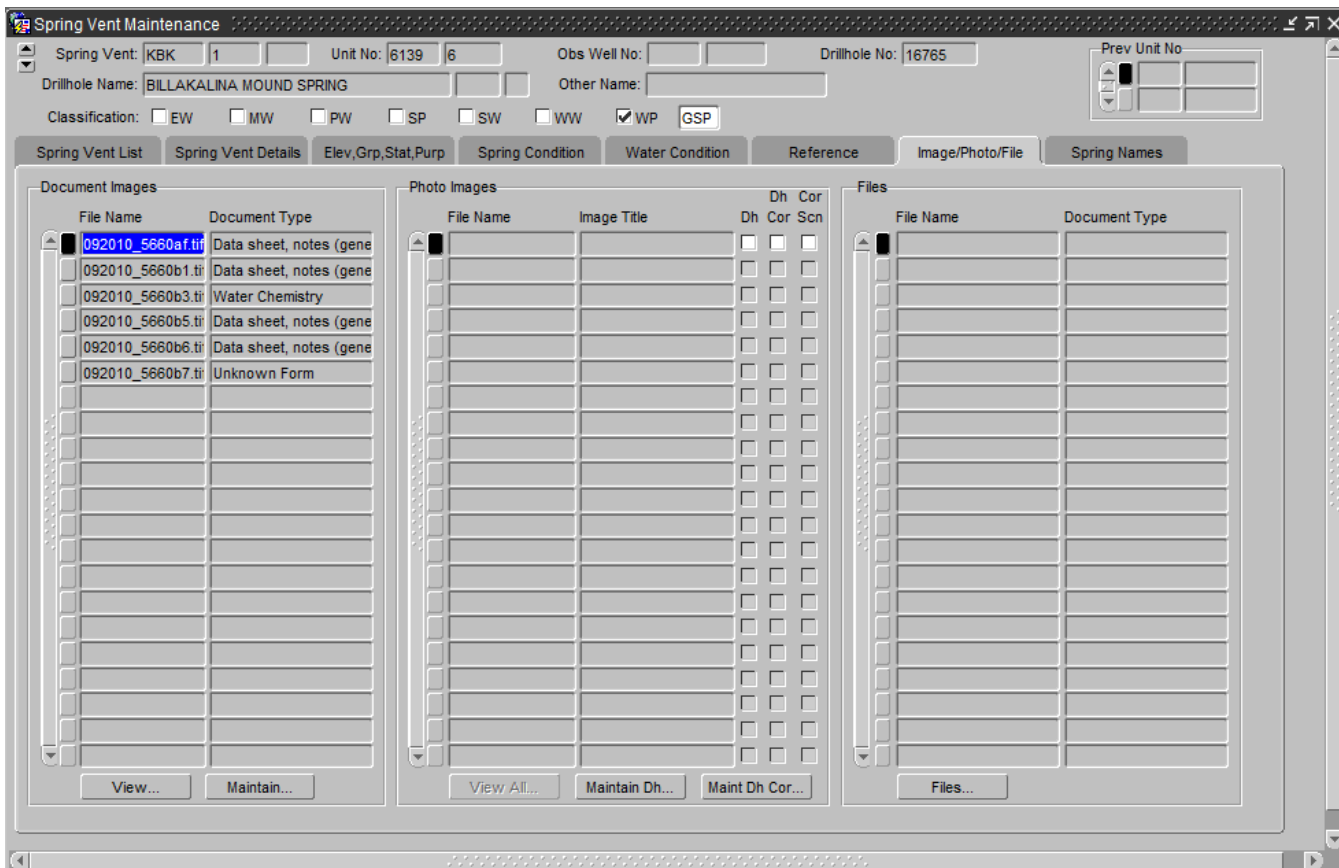 Spring Vent Maintenance
Spring Vent: KBK 1 Unit No: 6139 6 Obs Well No: Drillhole No: 16765 Prev Unit No
Drillhole Name: BILLAKALINA MOUND SPRING Other Name:
Classification: EW MW PW SP SW WW WP GSP
Spring Vent List Spring Vent Details Elev,Grp,Stat,Purp Spring Condition Water Condition Reference Image/Photo/File Spring Names
Document Images
File Name Document Type
092010_5660af.tif Data sheet, notes (gene
092010_5660b1.ti Data sheet, notes (gene
092010_5660b3.ti Water Chemistry
092010_5660b5.ti Data sheet, notes (gene
092010_5660b6.ti Data sheet, notes (gene
092010_5660b7.ti Unknown Form
View... Maintain...
Photo Images
Dh Cor
File Name Image Title Dh Cor Scn
View All... Maintain Dh... Maint Dh Cor...
Files
File Name Document Type
Files...